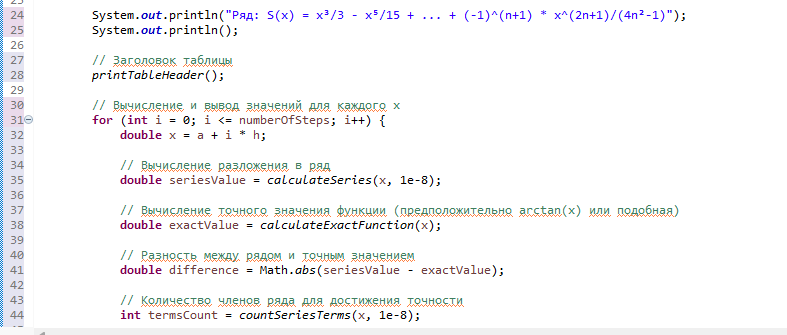 24 System.out.println("Ряд: S(x) = x³/3 - x⁵/15 + ... + (-1)^(n+1) * x^(2n+1)/(4n²-1)");
25 System.out.println();
26
27 // Заголовок таблицы
28 printTableHeader();
29
30 // Вычисление и вывод значений для каждого x
31 for (int i = 0; i <= numberOfSteps; i++) {
32 double x = a + i * h;
33
34 // Вычисление разложения в ряд
35 double seriesValue = calculateSeries(x, 1e-8);
36
37 // Вычисление точного значения функции (предположительно arctan(x) или подобная)
38 double exactValue = calculateExactFunction(x);
39
40 // Разность между рядом и точным значением
41 double difference = Math.abs(seriesValue - exactValue);
42
43 // Количество членов ряда для достижения точности
44 int termsCount = countSeriesTerms(x, 1e-8);